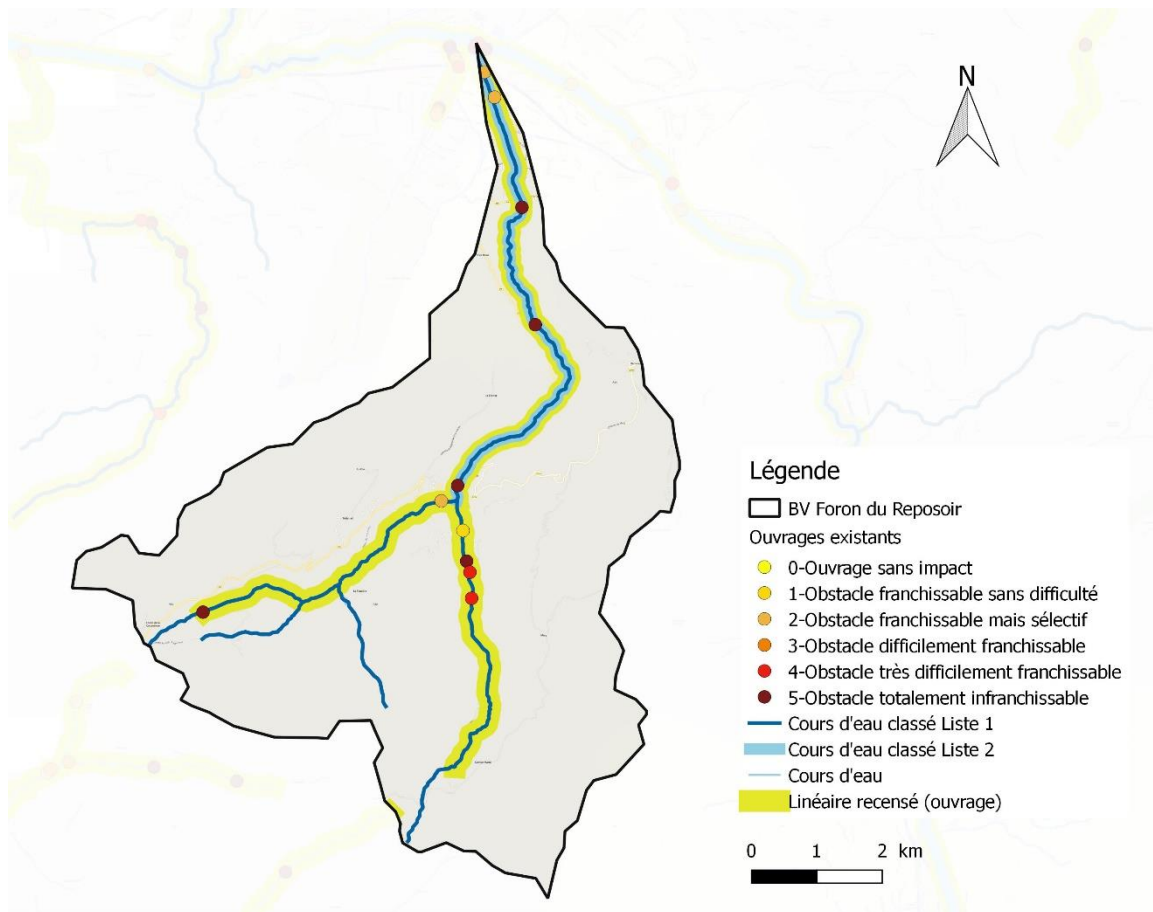 N
Légende
BV Foron du Reposoir
Ouvrages existants
0-Ouvrage sans impact
1-Obstacle franchissable sans difficulté
2-Obstacle franchissable mais sélectif
3-Obstacle difficilement franchissable
4-Obstacle très difficilement franchissable
5-Obstacle totalement infranchissable
Cours d'eau classé Liste 1
Cours d'eau classé Liste 2
Cours d'eau
Linéaire recensé (ouvrage)
0 1 2 km